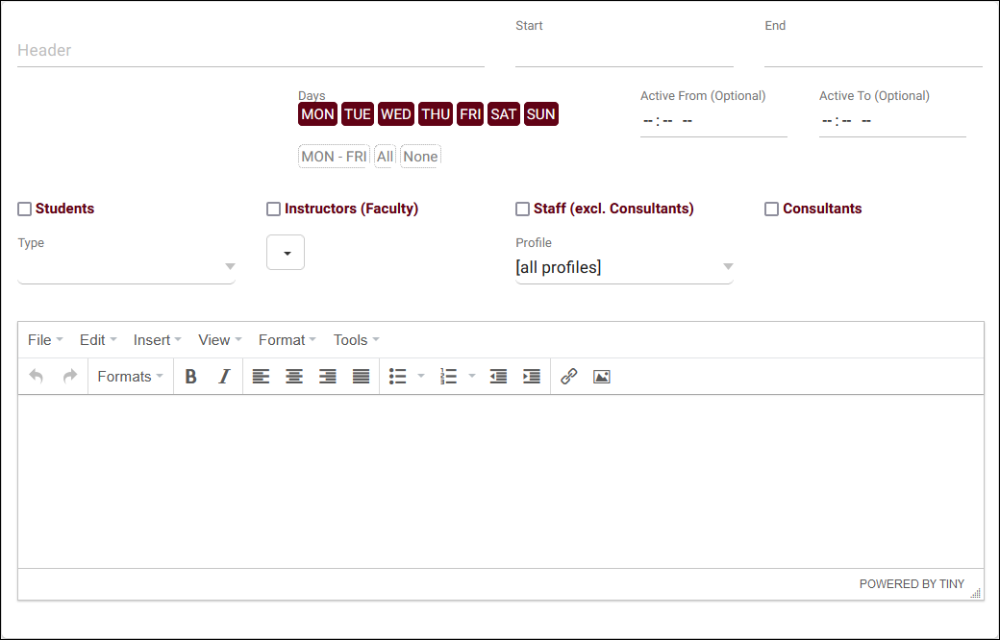 Start End
Header
Days Active From (Optional) Active To (Optional)
MON TUE WED THU FRI SAT SUN
--:-- -- --:-- --
MON - FRI All None
Students Instructors (Faculty) Staff (excl. Consultants) Consultants
Type Profile
[all profiles]
File Edit Insert View Format Tools
Formats B I
POWERED BY TINY